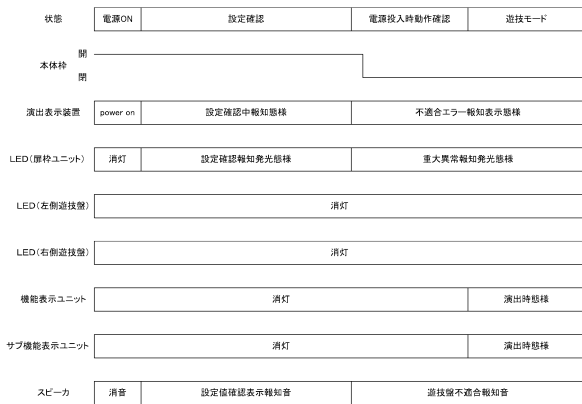 状態 電源ON 設定確認 電源投入時動作確認 遊技モード
開
本体枠
閉
演出表示装置 power on 設定確認中報知態様 不適合エラー報知表示態様
LED(扉枠ユニット) 消灯 設定確認報知発光態様 重大異常報知発光態様
LED(左側遊技盤) 消灯
LED(右側遊技盤) 消灯
機能表示ユニット 消灯 演出時態様
サブ機能表示ユニット 消灯 演出時態様
スピーカ 消音 設定値確認表示報知音 遊技盤不適合報知音